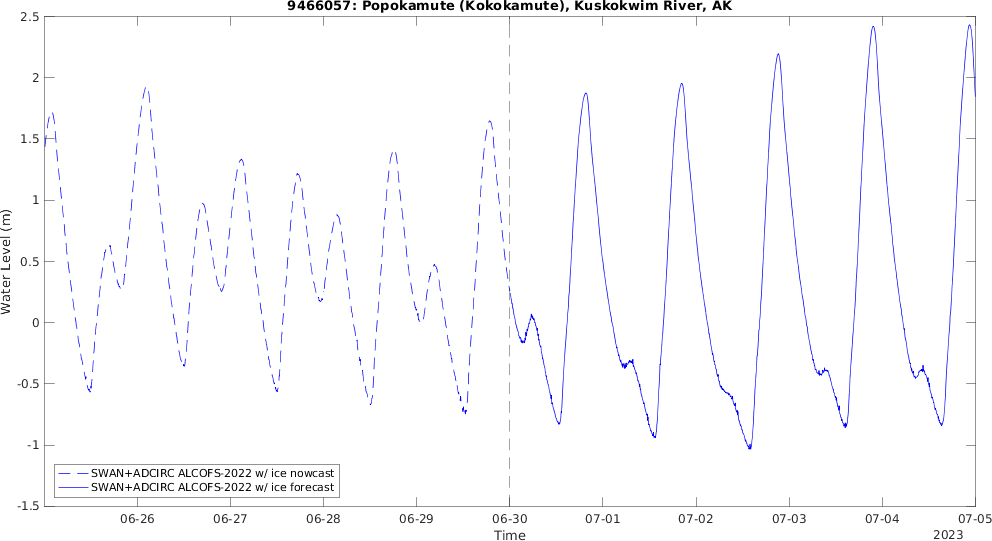 9466057: Popokamute (Kokokamute), Kuskokwim River, AK
2.5
2
1.5
1
0.5
0
-0.5
-1
-1.5
Water Level (m)
SWAN+ADCIRC ALCOFS-2022 w/ ice nowcast
SWAN+ADCIRC ALCOFS-2022 w/ ice forecast
06-26 06-27 06-28 06-29 06-30 07-01 07-02 07-03 07-04 07-05
Time
2023